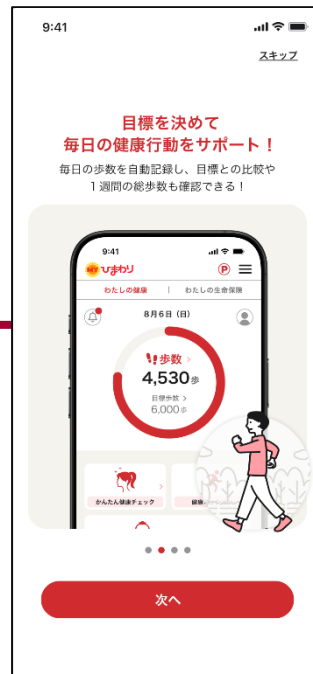 9:41
スキップ
目標を決めて
毎日の健康行動をサポート！
毎日の歩数を自動記録し、目標との比較や
1週間の総歩数も確認できる！
9:41
MY ひまわり
P
わたしの健康 | わたしの生命保険
8月6日（日）
歩数 >
4,530歩
目標歩数 >
6,000歩
かんたん健康チェック
健康
次へ